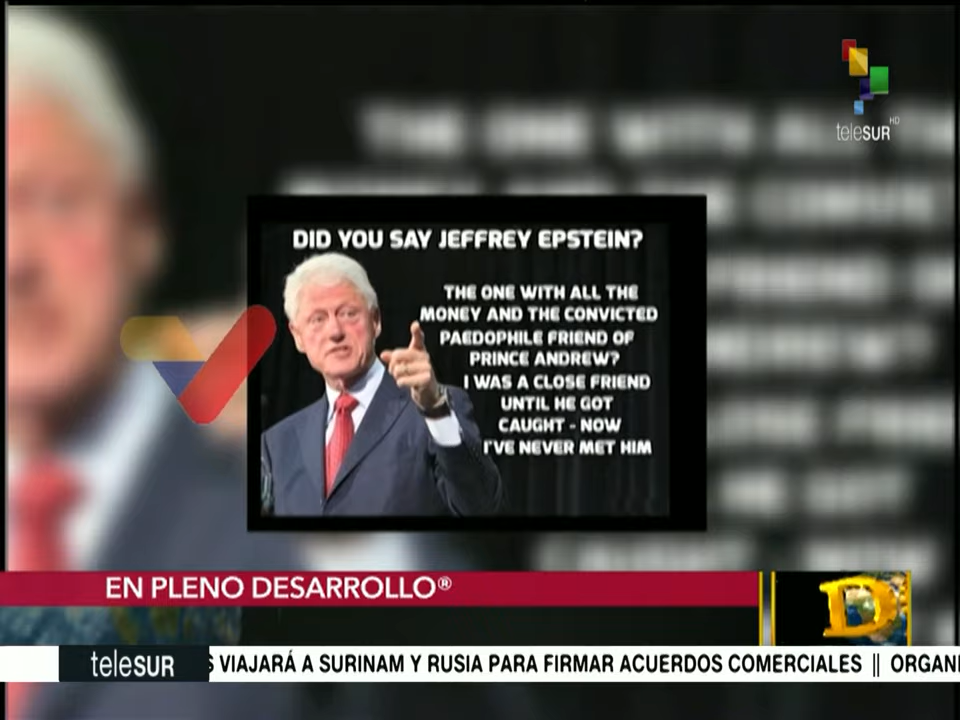 teleSUR HD
DID YOU SAY JEFFREY EPSTEIN?
THE ONE WITH ALL THE
MONEY AND THE CONVICTED
PAEDOPHILE FRIEND OF
PRINCE ANDREW?
I WAS A CLOSE FRIEND
UNTIL HE GOT
CAUGHT - NOW
I'VE NEVER MET HIM
EN PLENO DESARROLLO®
D
teleSUR S VIAJARÁ A SURINAM Y RUSIA PARA FIRMAR ACUERDOS COMERCIALES || ORGANI